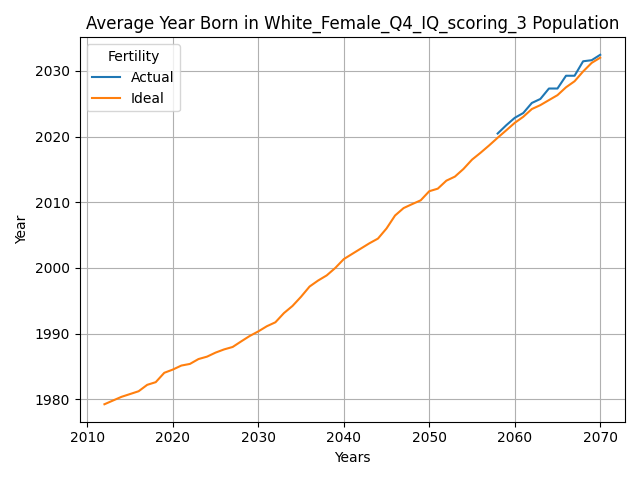 Average Year Born in White_Female_Q4_IQ_scoring_3 Population
Fertility
Actual
Ideal
Year
2030
2020
2010
2000
1990
1980
2010 2020 2030 2040 2050 2060 2070
Years